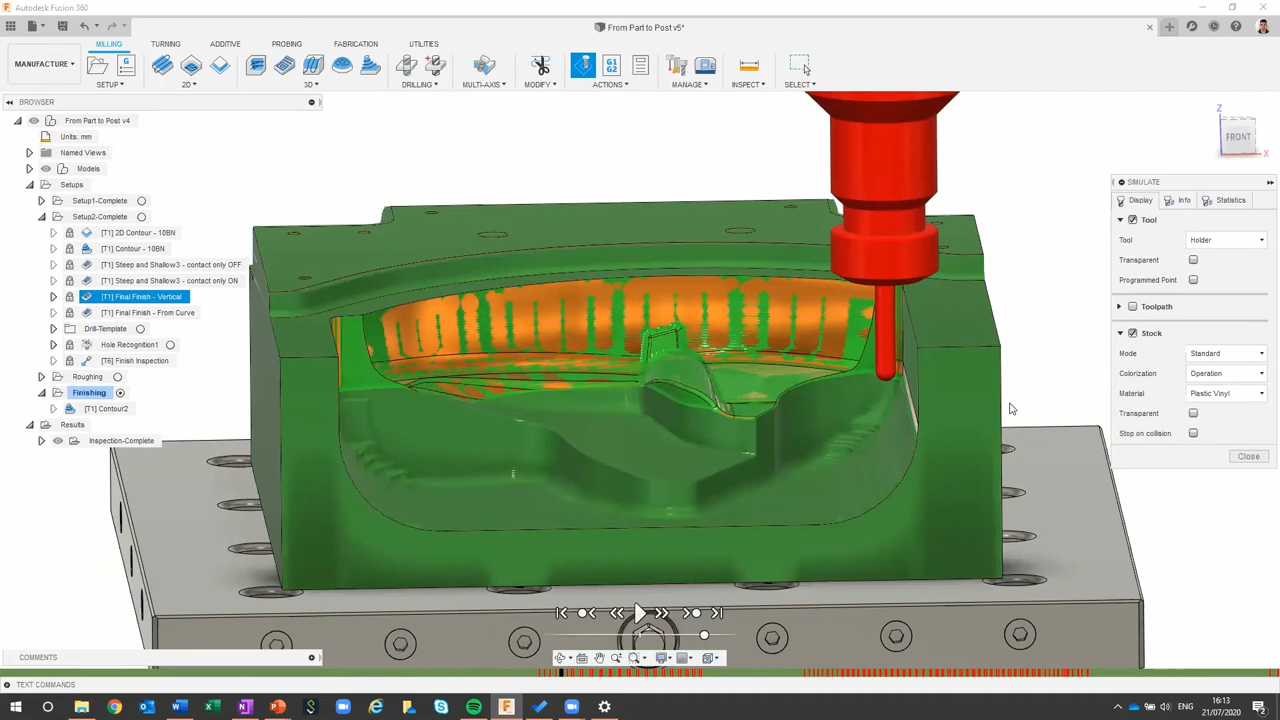 Autodesk Fusion 360
From Part to Post v5*
MILLING TURNING ADDITIVE PROBING FABRICATION UTILITIES
MANUFACTURE
G
G1
G2
SETUP 2D 3D DRILLING MULTI-AXIS MODIFY ACTIONS MANAGE INSPECT SELECT
BROWSER
From Part to Post v4
Units: mm
Named Views
Models
Setups
Setup1-Complete
Setup2-Complete
[T1] 2D Contour - 10BN
[T1] Contour - 10BN
[T1] Steep and Shallow3 - contact only OFF
[T1] Steep and Shallow3 - contact only ON
[T1] Final Finish - Vertical
[T1] Final Finish - From Curve
Drill-Template
Hole Recognition1
[T6] Finish Inspection
Roughing
Finishing
[T1] Contour2
Results
Inspection-Complete
Z
FRONT
X
SIMULATE
Display Info Statistics
Tool
Tool Holder
Transparent
Programmed Point
Toolpath
Stock
Mode Standard
Colorization Operation
Material Plastic Vinyl
Transparent
Stop on collision
Close
COMMENTS
TEXT COMMANDS
ENG
16:13
21/07/2020